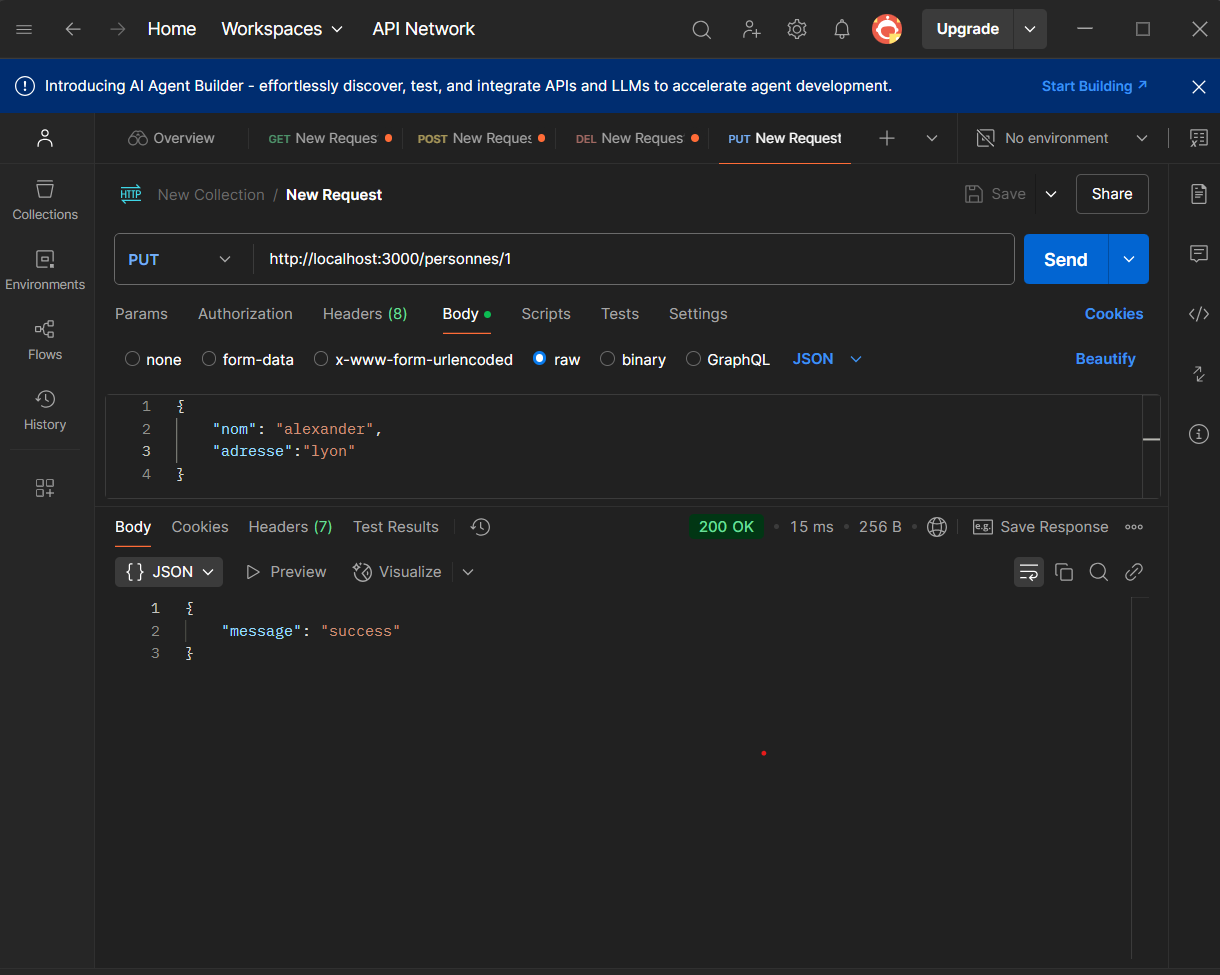 Home Workspaces API Network Upgrade
Introducing AI Agent Builder - effortlessly discover, test, and integrate APIs and LLMs to accelerate agent development. Start Building ↗
Overview GET New Reques POST New Reques DEL New Reques PUT New Request No environment
Collections
Environments
Flows
History
HTTP New Collection / New Request Save Share
PUT http://localhost:3000/personnes/1 Send
Params Authorization Headers (8) Body Scripts Tests Settings Cookies
none form-data x-www-form-urlencoded raw binary GraphQL JSON Beautify
1 {
2 "nom": "alexander",
3 "adresse":"lyon"
4 }
Body Cookies Headers (7) Test Results 200 OK • 15 ms • 256 B • e.g. Save Response
{} JSON Preview Visualize
1 {
2 "message": "success"
3 }